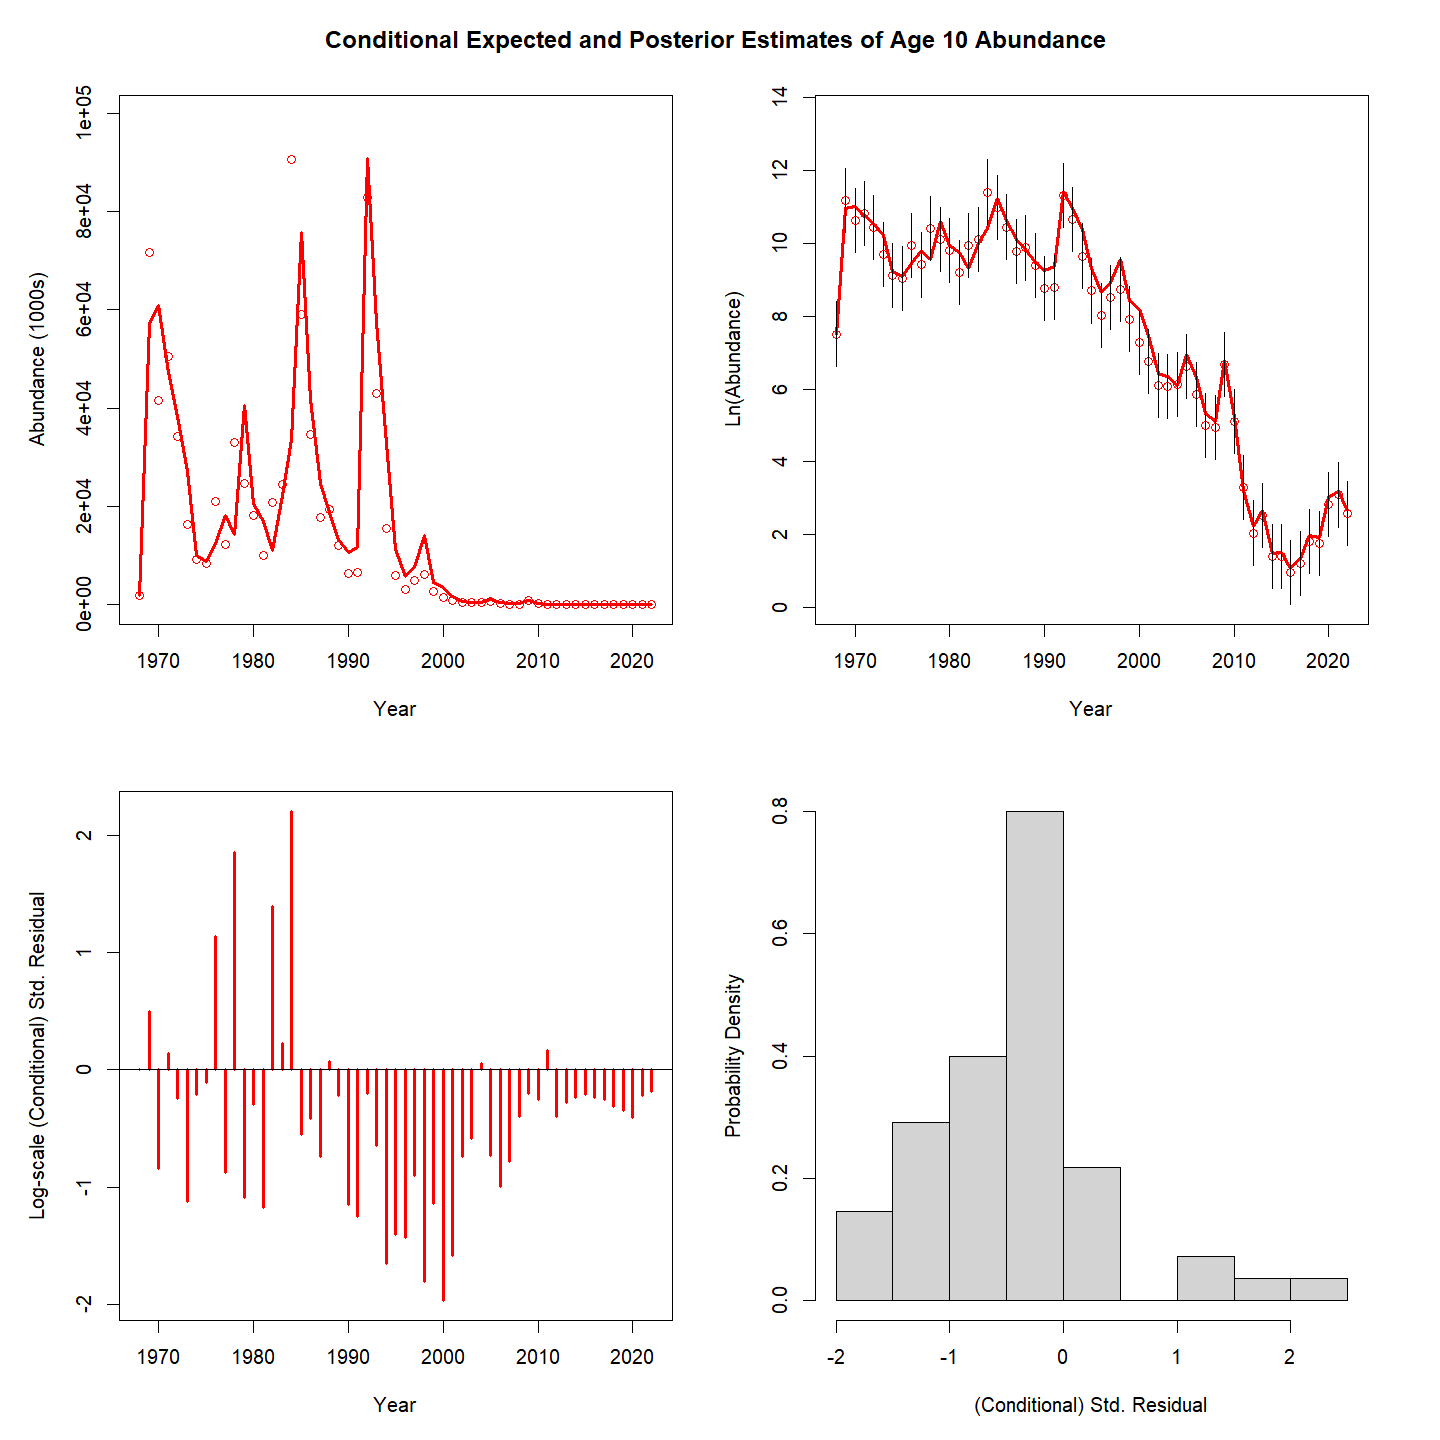 Conditional Expected and Posterior Estimates of Age 10 Abundance
Abundance (1000s)
0e+00 2e+04 4e+04 6e+04 8e+04 1e+05
1970 1980 1990 2000 2010 2020
Year
Ln(Abundance)
0 2 4 6 8 10 12 14
1970 1980 1990 2000 2010 2020
Year
Log-scale (Conditional) Std. Residual
-2 -1 0 1 2
1970 1980 1990 2000 2010 2020
Year
Probability Density
0.0 0.2 0.4 0.6 0.8
-2 -1 0 1 2
(Conditional) Std. Residual